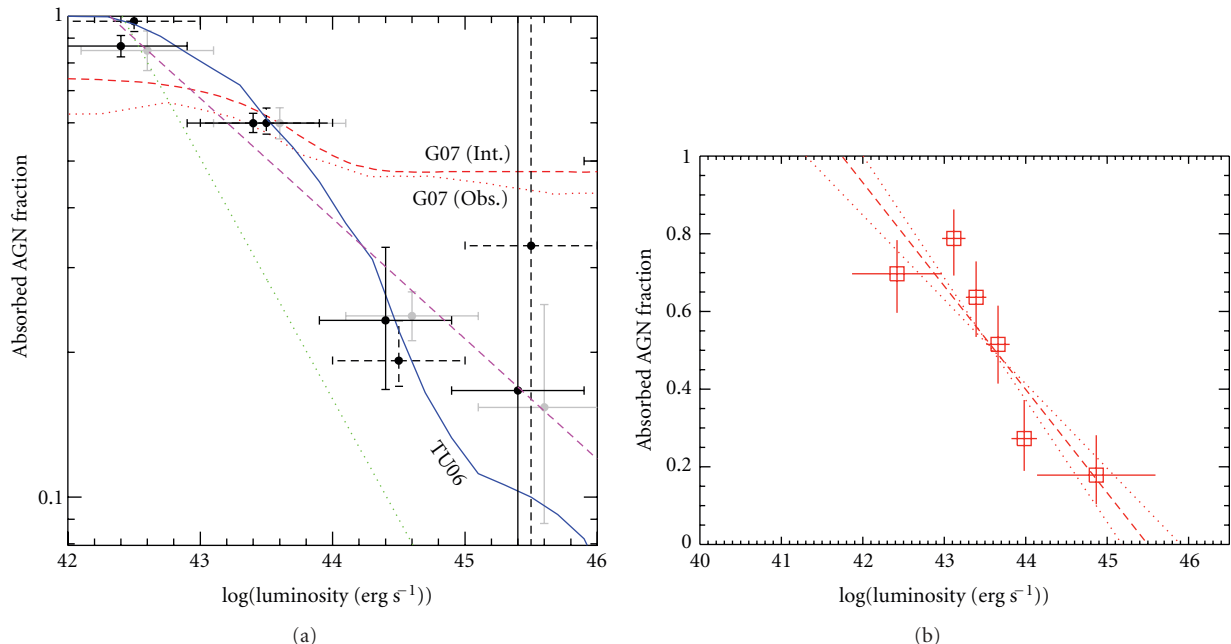 1
0.1
Absorbed AGN fraction
G07 (Int.)
G07 (Obs.)
TU06
42 43 44 45 46
log(luminosity (erg s⁻¹))
(a)
1
0.8
0.6
0.4
0.2
0
Absorbed AGN fraction
40 41 42 43 44 45 46
log(luminosity (erg s⁻¹))
(b)